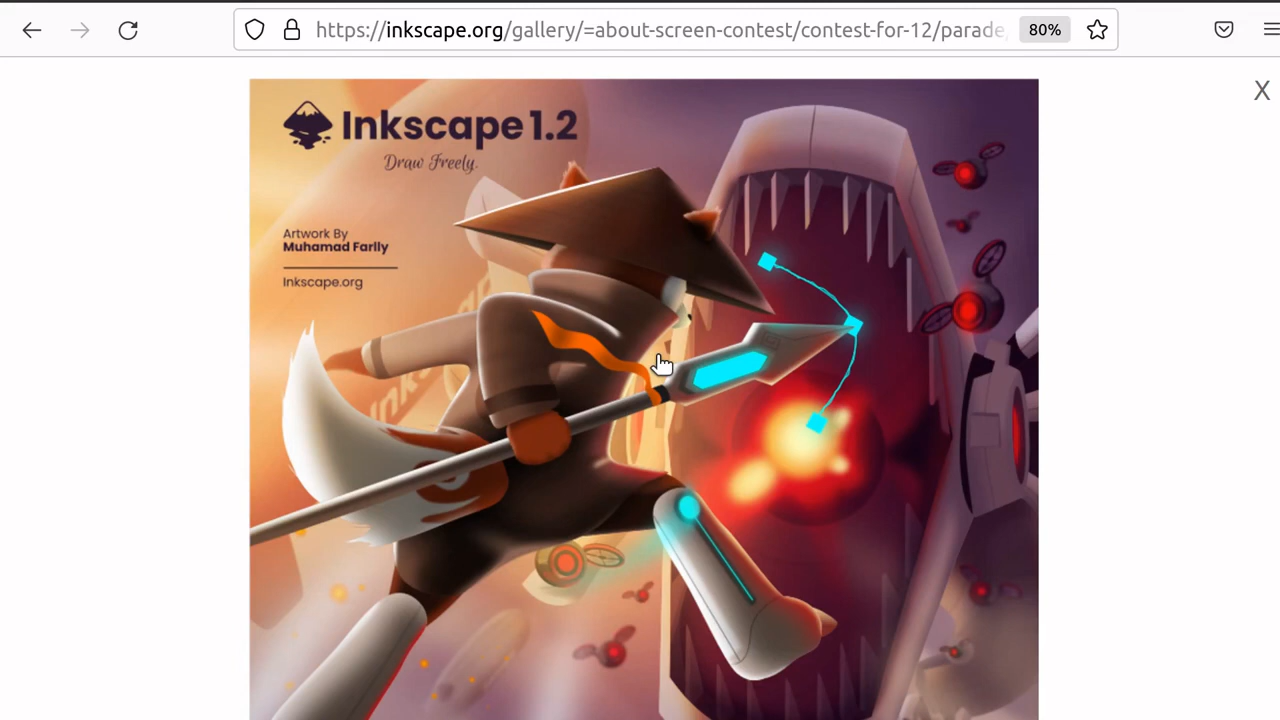 https://inkscape.org/gallery/=about-screen-contest/contest-for-12/parade
80%
X
Inkscape 1.2
Draw Freely.
Artwork By
Muhamad Farlly
Inkscape.org